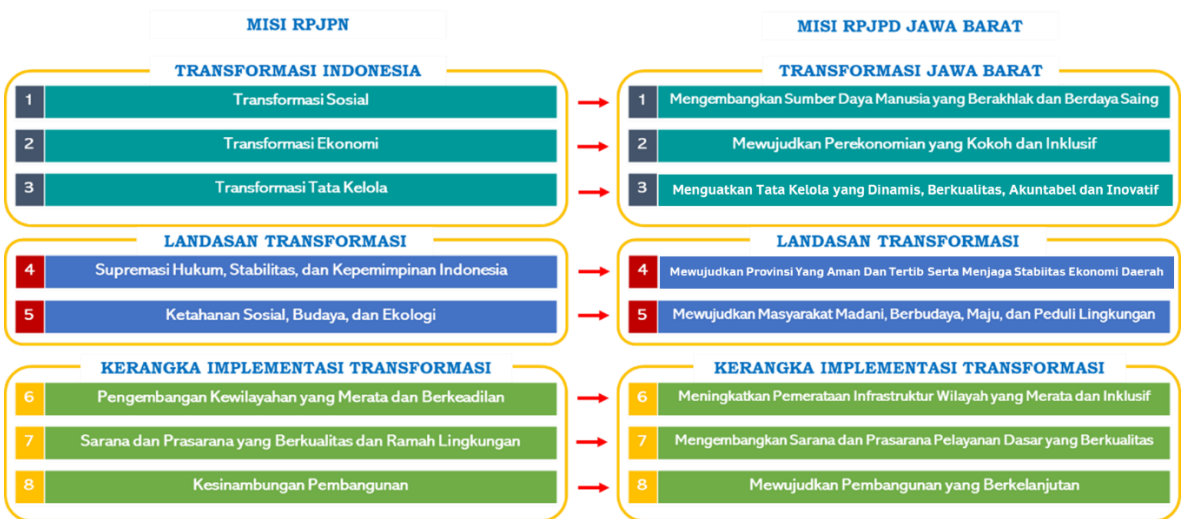 MISI RPJPN
TRANSFORMASI INDONESIA
1 Transformasi Sosial
2 Transformasi Ekonomi
3 Transformasi Tata Kelola
LANDASAN TRANSFORMASI
4 Supremasi Hukum, Stabilitas, dan Kepemimpinan Indonesia
5 Ketahanan Sosial, Budaya, dan Ekologi
KERANGKA IMPLEMENTASI TRANSFORMASI
6 Pengembangan Kewilayahan yang Merata dan Berkeadilan
7 Sarana dan Prasarana yang Berkualitas dan Ramah Lingkungan
8 Kesinambungan Pembangunan
MISI RPJPD JAWA BARAT
TRANSFORMASI JAWA BARAT
1 Mengembangkan Sumber Daya Manusia yang Berakhlak dan Berdaya Saing
2 Mewujudkan Perekonomian yang Kokoh dan Inklusif
3 Menguatkan Tata Kelola yang Dinamis, Berkualitas, Akuntabel dan Inovatif
LANDASAN TRANSFORMASI
4 Mewujudkan Provinsi Yang Aman Dan Tertib Serta Menjaga Stabiitas Ekonomi Daerah
5 Mewujudkan Masyarakat Madani, Berbudaya, Maju, dan Peduli Lingkungan
KERANGKA IMPLEMENTASI TRANSFORMASI
6 Meningkatkan Pemerataan Infrastruktur Wilayah yang Merata dan Inklusif
7 Mengembangkan Sarana dan Prasarana Pelayanan Dasar yang Berkualitas
8 Mewujudkan Pembangunan yang Berkelanjutan